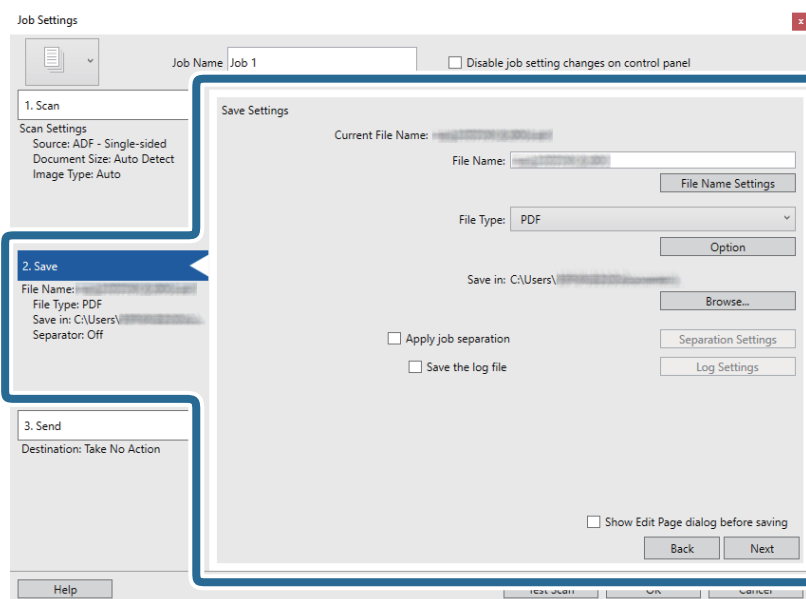 Job Settings
Job Name Job 1
Disable job setting changes on control panel
1. Scan
Scan Settings
Source: ADF - Single-sided
Document Size: Auto Detect
Image Type: Auto
2. Save
File Name:
File Type: PDF
Save in: C:\Users\
Separator: Off
3. Send
Destination: Take No Action
Save Settings
Current File Name:
File Name:
File Name Settings
File Type: PDF
Option
Save in: C:\Users\
Browse...
Apply job separation
Separation Settings
Save the log file
Log Settings
Show Edit Page dialog before saving
Back Next
Help Test Scan OK Cancel